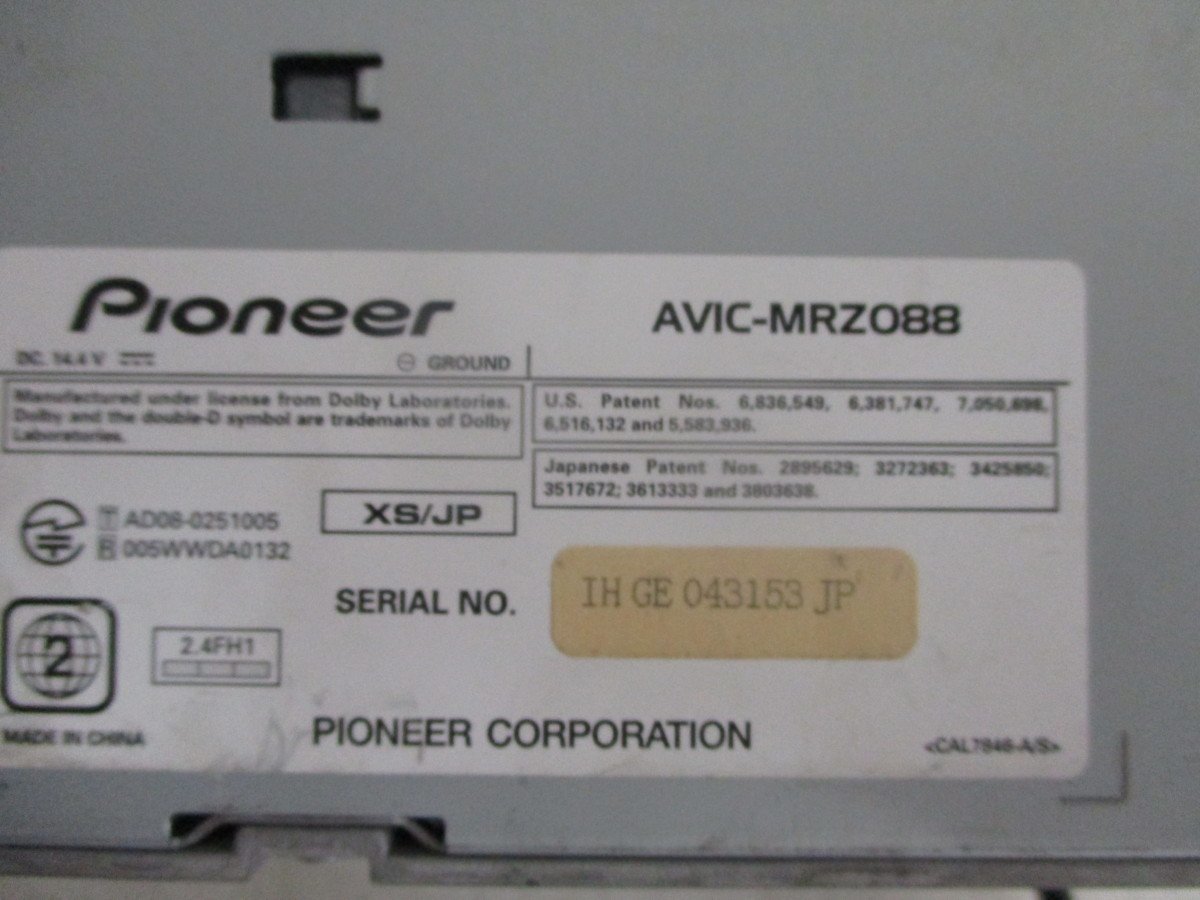 Pioneer
AVIC-MRZ088
DC. 14.4 V
⊖ GROUND
Manufactured under license from Dolby Laboratories.
Dolby and the double-D symbol are trademarks of Dolby
Laboratories.
U.S. Patent Nos. 6,836,549, 6,381,747, 7,050,698,
6,516,132 and 5,583,936.
Japanese Patent Nos. 2895629; 3272363; 3425850;
3517672; 3613333 and 3803638.
T AD08-0251005
R 005WWDA0132
XS/JP
SERIAL NO.
IH GE 043153 JP
2
2.4FH1
MADE IN CHINA
PIONEER CORPORATION
<CAL7846-A/S>